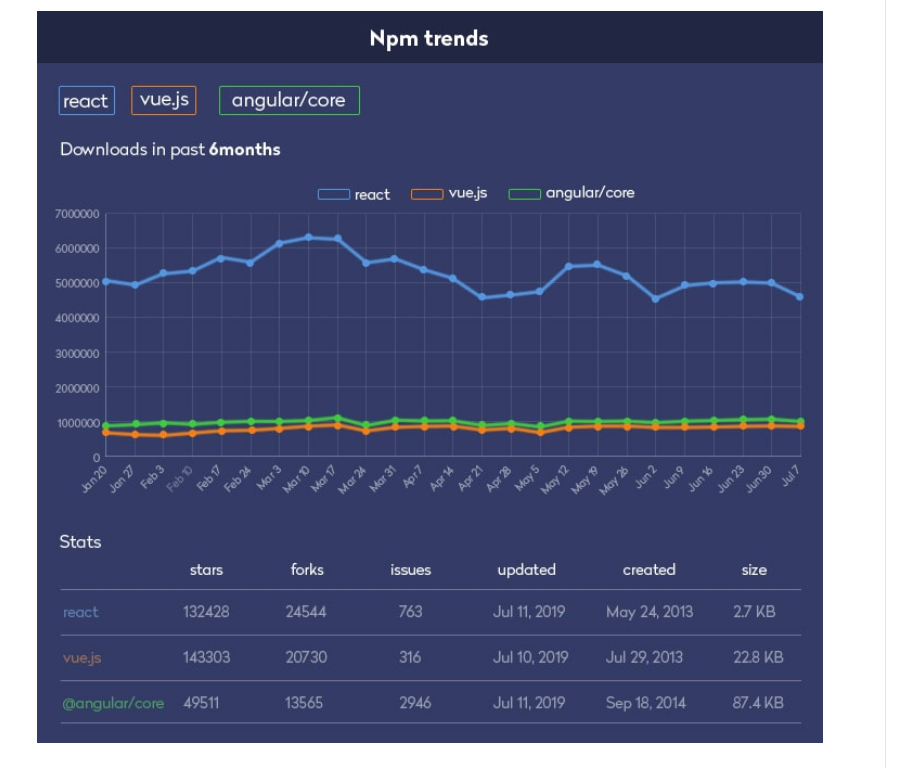 Npm trends
react vue.js angular/core
Downloads in past 6months
react vue.js angular/core
7000000
6000000
5000000
4000000
3000000
2000000
1000000
0
Jan 20 Jan 27 Feb 3 Feb 10 Feb 17 Feb 24 Mar 3 Mar 10 Mar 17 Mar 24 Mar 31 Apr 7 Apr 14 Apr 21 Apr 28 May 5 May 12 May 19 May 26 Jun 2 Jun 9 Jun 16 Jun 23 Jun 30 Jul 7
Stats
stars forks issues updated created size
react 132428 24544 763 Jul 11, 2019 May 24, 2013 2.7 KB
vue.js 143303 20730 316 Jul 10, 2019 Jul 29, 2013 22.8 KB
@angular/core 49511 13565 2946 Jul 11, 2019 Sep 18, 2014 87.4 KB